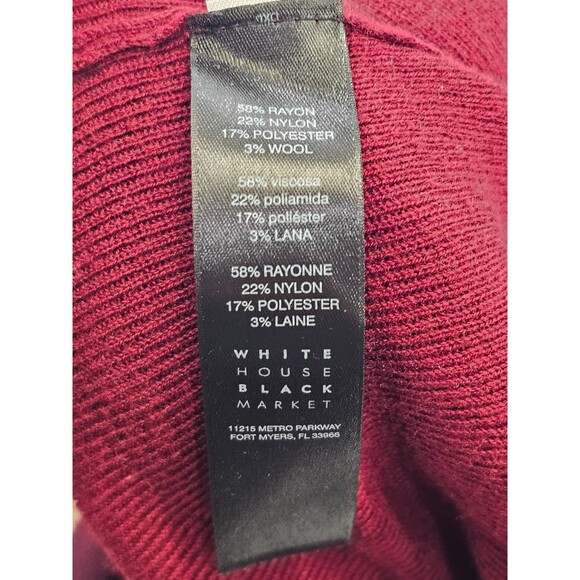 58% RAYON
22% NYLON
17% POLYESTER
3% WOOL
58% viscosa
22% poliamida
17% poliéster
3% LANA
58% RAYONNE
22% NYLON
17% POLYESTER
3% LAINE
WHITE
HOUSE
BLACK
MARKET
11215 METRO PARKWAY
FORT MYERS, FL 33966